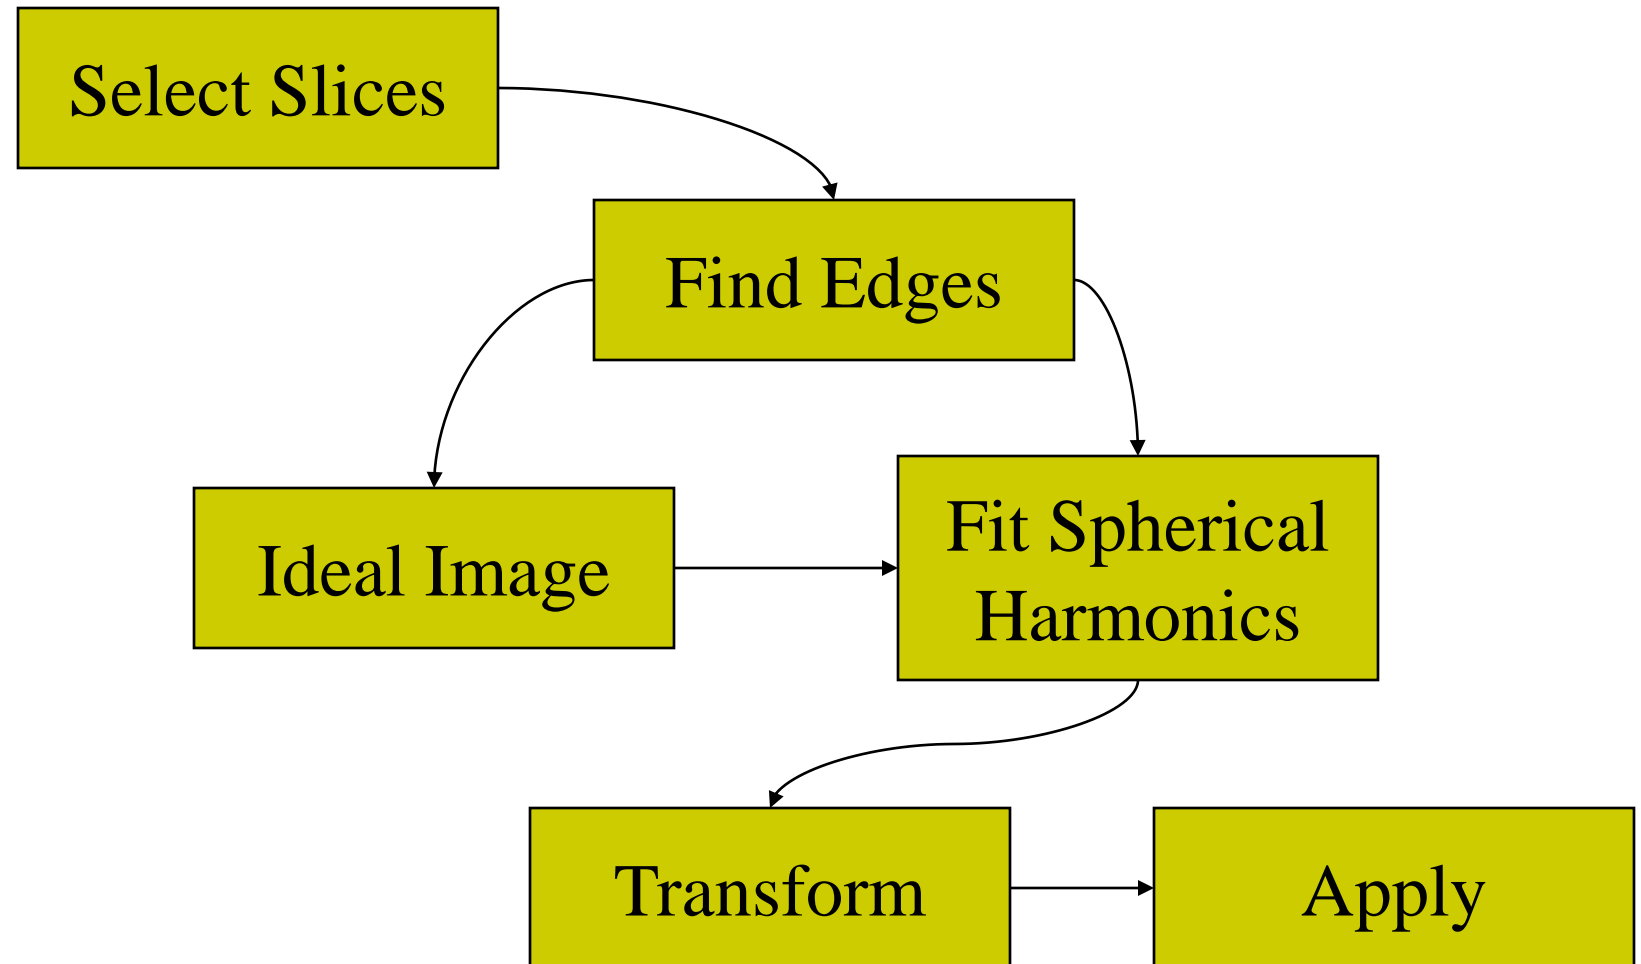 Select Slices
Find Edges
Ideal Image
Fit Spherical
Harmonics
Transform
Apply